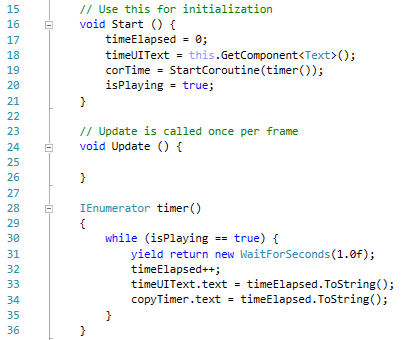 15 // Use this for initialization
16 void Start () {
17 timeElapsed = 0;
18 timeUIText = this.GetComponent<Text>();
19 corTime = StartCoroutine(timer());
20 isPlaying = true;
21 }
22
23 // Update is called once per frame
24 void Update () {
25
26 }
27
28 IEnumerator timer()
29 {
30 while (isPlaying == true) {
31 yield return new WaitForSeconds(1.0f);
32 timeElapsed++;
33 timeUIText.text = timeElapsed.ToString();
34 copyTimer.text = timeElapsed.ToString();
35 }
36 }